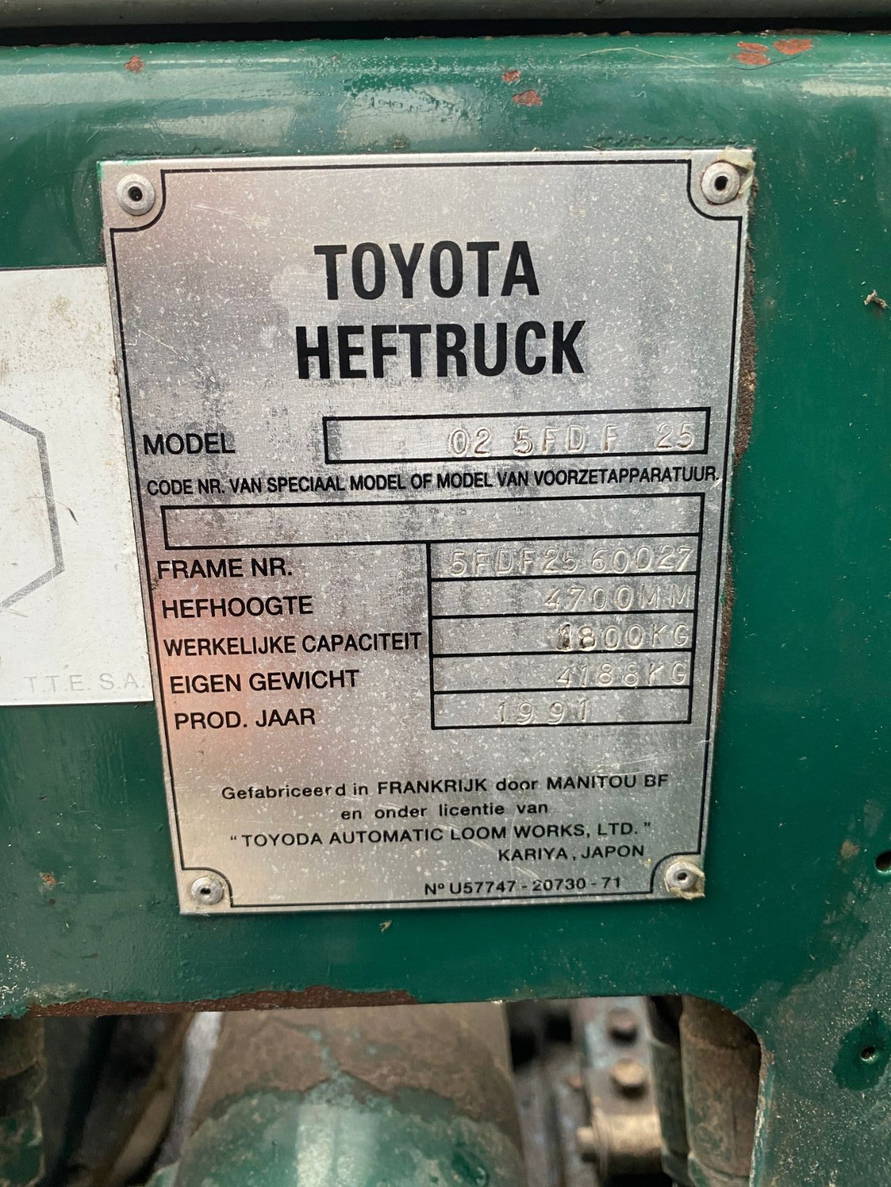 TOYOTA
HEFTRUCK
MODEL 02 5FDF 25
CODE NR. VAN SPECIAAL MODEL OF MODEL VAN VOORZETAPPARATUUR
FRAME NR. 5FDF25 60027
HEFHOOGTE 4700MM
WERKELIJKE CAPACITEIT 1800KG
EIGEN GEWICHT 4188KG
PROD. JAAR 1991
Gefabriceerd in FRANKRIJK door MANITOU BF
en onder licentie van
"TOYODA AUTOMATIC LOOM WORKS, LTD."
KARIYA, JAPON
Nº U57747-20730-71
T.T.E. S.A.